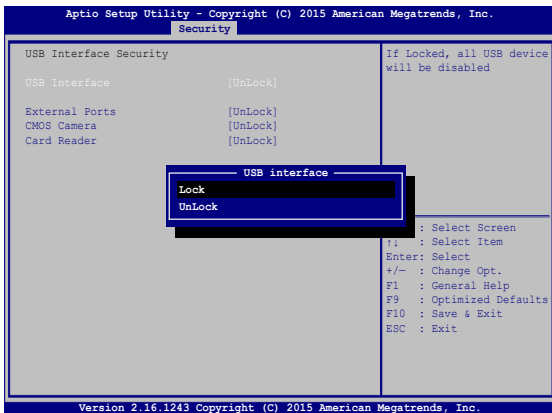 Aptio Setup Utility - Copyright (C) 2015 American Megatrends, Inc.
Security
USB Interface Security
USB Interface [UnLock]
External Ports [UnLock]
CMOS Camera [UnLock]
Card Reader [UnLock]
If Locked, all USB device
will be disabled
USB interface
Lock
UnLock
: Select Screen
↑↓ : Select Item
Enter: Select
+/— : Change Opt.
F1 : General Help
F9 : Optimized Defaults
F10 : Save & Exit
ESC : Exit
Version 2.16.1243 Copyright (C) 2015 American Megatrends, Inc.